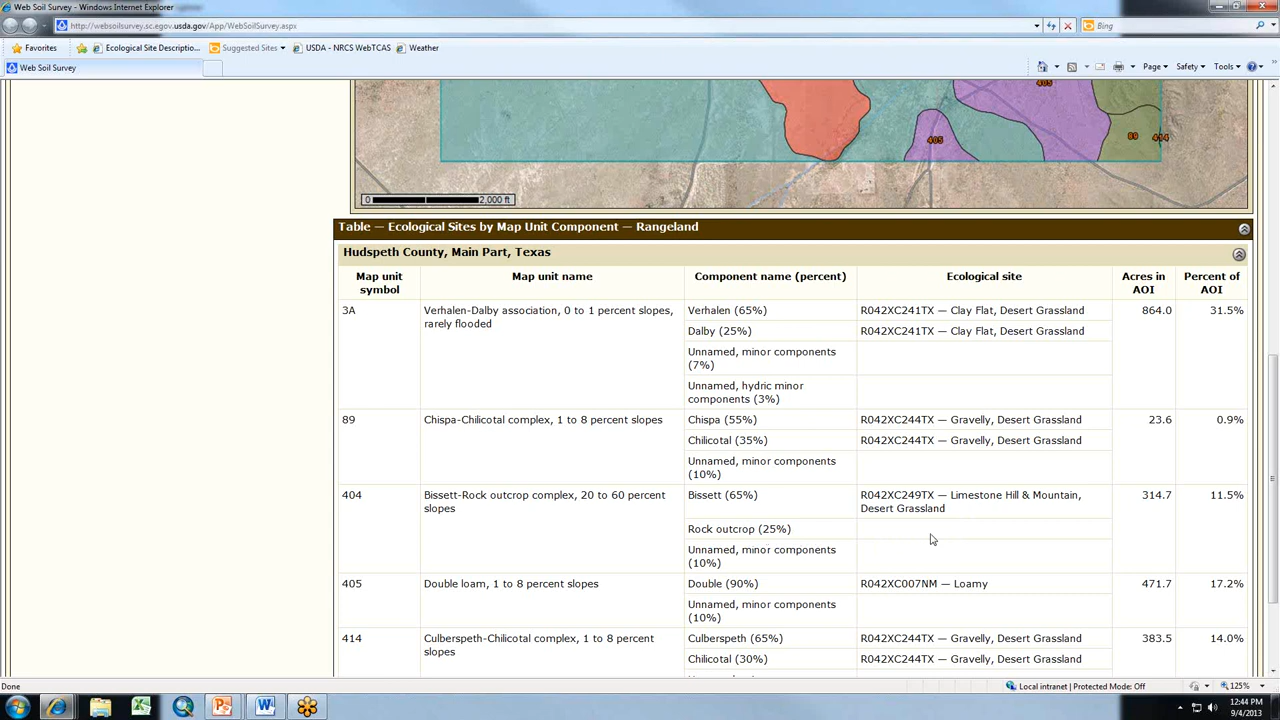 Web Soil Survey - Windows Internet Explorer
http://websoilsurvey.sc.egov.usda.gov/App/WebSoilSurvey.aspx
Bing
Favorites
Ecological Site Descriptio...
Suggested Sites
USDA - NRCS WebTCAS
Weather
Web Soil Survey
Page
Safety
Tools
405
405
89
414
0
2,000 ft
Table — Ecological Sites by Map Unit Component — Rangeland
Hudspeth County, Main Part, Texas
Map unit symbol
Map unit name
Component name (percent)
Ecological site
Acres in AOI
Percent of AOI
3A
Verhalen-Dalby association, 0 to 1 percent slopes,
rarely flooded
Verhalen (65%)
R042XC241TX — Clay Flat, Desert Grassland
864.0
31.5%
Dalby (25%)
R042XC241TX — Clay Flat, Desert Grassland
Unnamed, minor components
(7%)
Unnamed, hydric minor
components (3%)
89
Chispa-Chilicotal complex, 1 to 8 percent slopes
Chispa (55%)
R042XC244TX — Gravelly, Desert Grassland
23.6
0.9%
Chilicotal (35%)
R042XC244TX — Gravelly, Desert Grassland
Unnamed, minor components
(10%)
404
Bissett-Rock outcrop complex, 20 to 60 percent
slopes
Bissett (65%)
R042XC249TX — Limestone Hill & Mountain,
Desert Grassland
314.7
11.5%
Rock outcrop (25%)
Unnamed, minor components
(10%)
405
Double loam, 1 to 8 percent slopes
Double (90%)
R042XC007NM — Loamy
471.7
17.2%
Unnamed, minor components
(10%)
414
Culberspeth-Chilicotal complex, 1 to 8 percent
slopes
Culberspeth (65%)
R042XC244TX — Gravelly, Desert Grassland
383.5
14.0%
Chilicotal (30%)
R042XC244TX — Gravelly, Desert Grassland
Done
Local intranet | Protected Mode: Off
125%
12:44 PM
9/4/2013